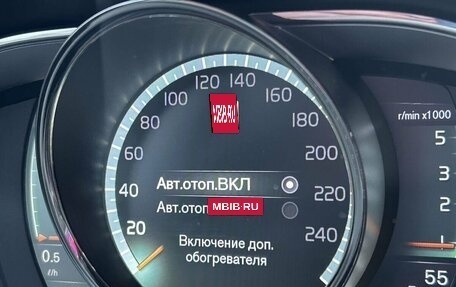 120 140
100 160
80 180
60 200
40 220
20 240
Авт.отоп.ВКЛ
Авт.отоп
MBIB.RU
Включение доп.
обогревателя
0.5
ℓ/h
r/min x1000
5
4
3
2
1
55